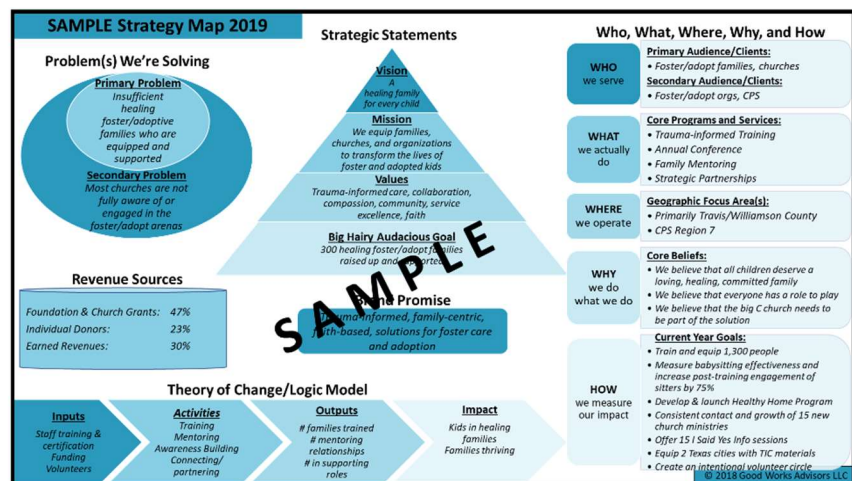 SAMPLE Strategy Map 2019
Problem(s) We're Solving
Primary Problem
Insufficient
healing
foster/adoptive
families who are
equipped and
supported
Secondary Problem
Most churches are not
fully aware of or
engaged in the
foster/adopt arenas
Revenue Sources
Foundation & Church Grants: 47%
Individual Donors: 23%
Earned Revenues: 30%
Strategic Statements
Vision
A
healing family
for every child
Mission
We equip families,
churches, and organizations
to transform the lives of
foster and adopted kids
Values
Trauma-informed care, collaboration,
compassion, community, service
excellence, faith
Big Hairy Audacious Goal
300 healing foster/adopt families
raised up and supported
Brand Promise
Trauma-informed, family-centric,
faith-based, solutions for foster care
and adoption
SAMPLE
Theory of Change/Logic Model
Inputs
Staff training &
certification
Funding
Volunteers
Activities
Training
Mentoring
Awareness Building
Connecting/
partnering
Outputs
# families trained
# mentoring
relationships
# in supporting
roles
Impact
Kids in healing
families
Families thriving
Who, What, Where, Why, and How
WHO
we serve
Primary Audience/Clients:
• Foster/adopt families, churches
Secondary Audience/Clients:
• Foster/adopt orgs, CPS
WHAT
we actually
do
Core Programs and Services:
• Trauma-informed Training
• Annual Conference
• Family Mentoring
• Strategic Partnerships
WHERE
we operate
Geographic Focus Area(s):
• Primarily Travis/Williamson County
• CPS Region 7
WHY
we do
what we do
Core Beliefs:
• We believe that all children deserve a
loving, healing, committed family
• We believe that everyone has a role to play
• We believe that the big C church needs to
be part of the solution
HOW
we measure
our impact
Current Year Goals:
• Train and equip 1,300 people
• Measure babysitting effectiveness and
increase post-training engagement of
sitters by 75%
• Develop & launch Healthy Home Program
• Consistent contact and growth of 15 new
church ministries
• Offer 15 I Said Yes Info sessions
• Equip 2 Texas cities with TIC materials
• Create an intentional volunteer circle
© 2018 Good Works Advisors LLC